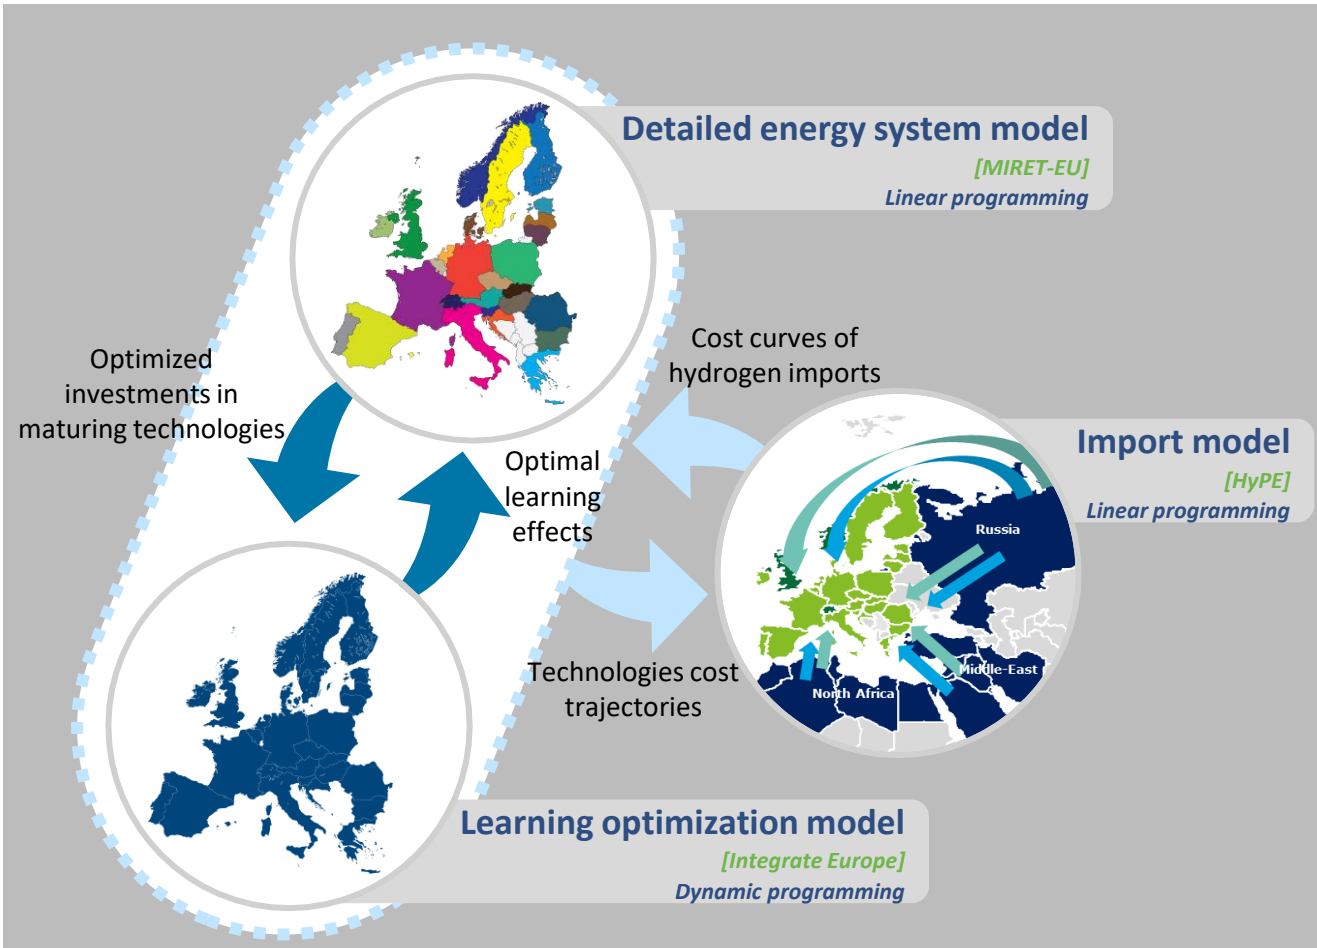 Detailed energy system model
[MIRET-EU]
Linear programming
Cost curves of
hydrogen imports
Optimized
investments in
maturing technologies
Optimal
learning
effects
Import model
[HyPE]
Linear programming
Russia
Middle-East
North Africa
Technologies cost
trajectories
Learning optimization model
[Integrate Europe]
Dynamic programming